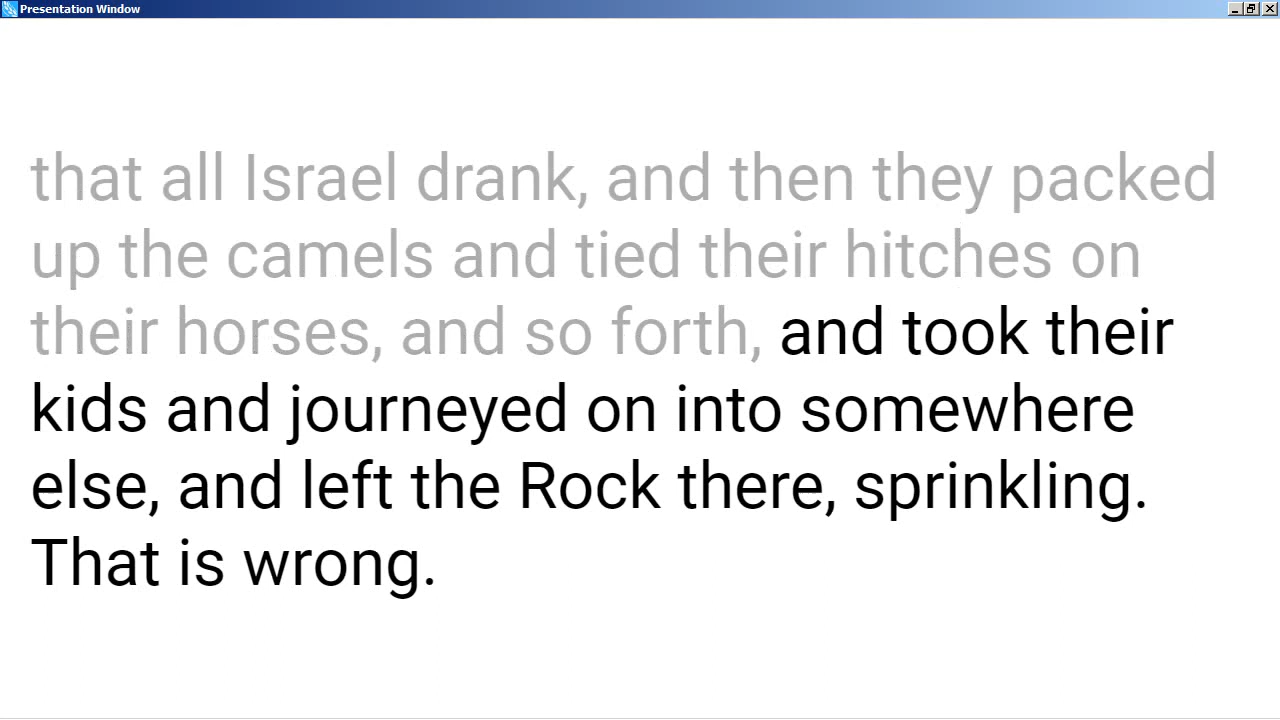 Presentation Window
that all Israel drank, and then they packed
up the camels and tied their hitches on
their horses, and so forth, and took their
kids and journeyed on into somewhere
else, and left the Rock there, sprinkling.
That is wrong.